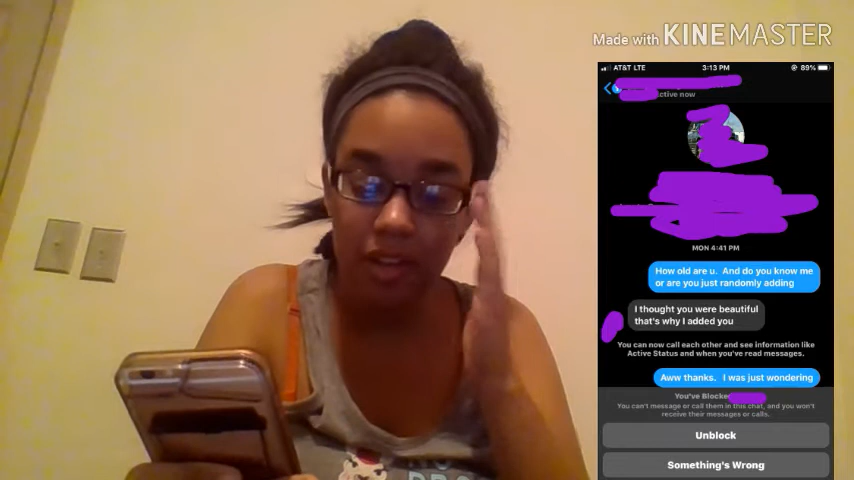 Made with KINEMASTER
AT&T LTE 3:13 PM 89%
ctive now
MON 4:41 PM
How old are u. And do you know me
or are you just randomly adding
I thought you were beautiful
that's why I added you
You can now call each other and see information like
Active Status and when you've read messages.
Aww thanks. I was just wondering
You've Blocke
You can't message or call them in this chat, and you won't
receive their messages or calls.
Unblock
Something's Wrong